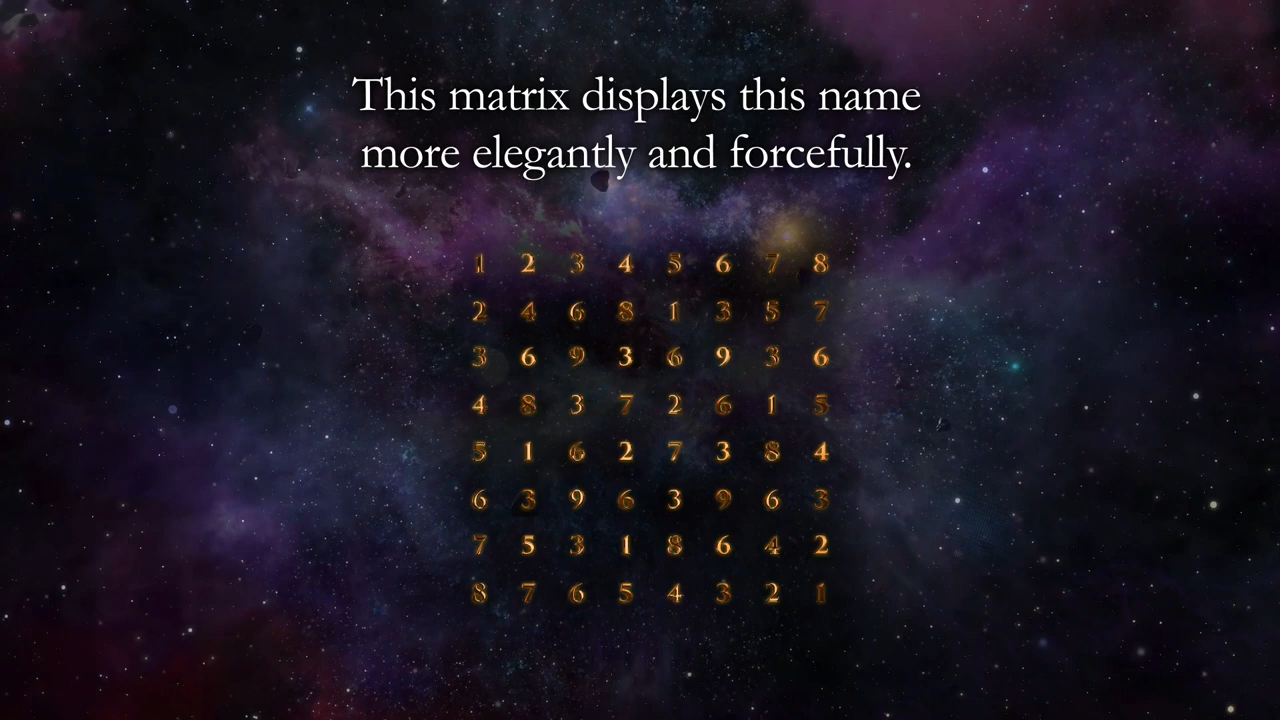 This matrix displays this name
more elegantly and forcefully.
1 2 3 4 5 6 7 8
2 4 6 8 1 3 5 7
3 6 9 3 6 9 3 6
4 8 3 7 2 6 1 5
5 1 6 2 7 3 8 4
6 3 9 6 3 9 6 3
7 5 3 1 8 6 4 2
8 7 6 5 4 3 2 1